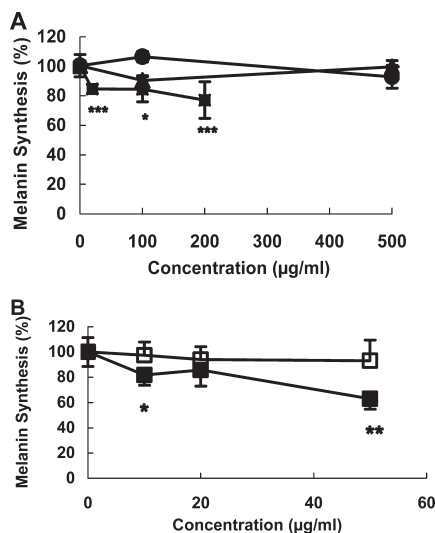 A
Melanin Synthesis (%)
120
100
80
60
40
20
0
***
*
***
0 100 200 300 400 500
Concentration (µg/ml)
B
Melanin Synthesis (%)
120
100
80
60
40
20
0
*
**
0 20 40 60
Concentration (µg/ml)